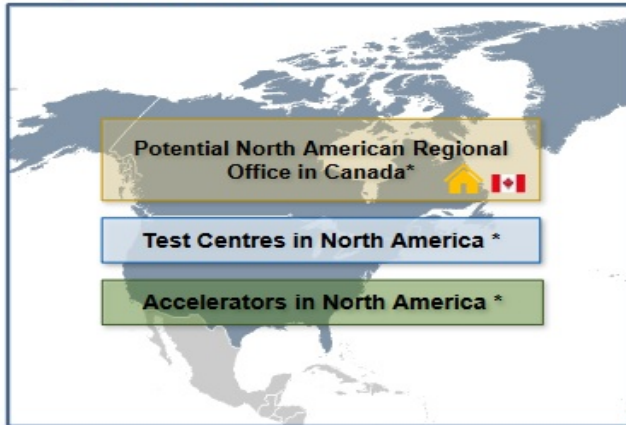 Potential North American Regional
Office in Canada*
Test Centres in North America *
Accelerators in North America *